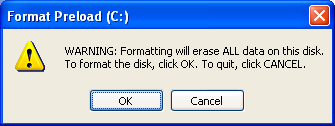 Format Preload (C:)
WARNING: Formatting will erase ALL data on this disk.
To format the disk, click OK. To quit, click CANCEL.
OK
Cancel